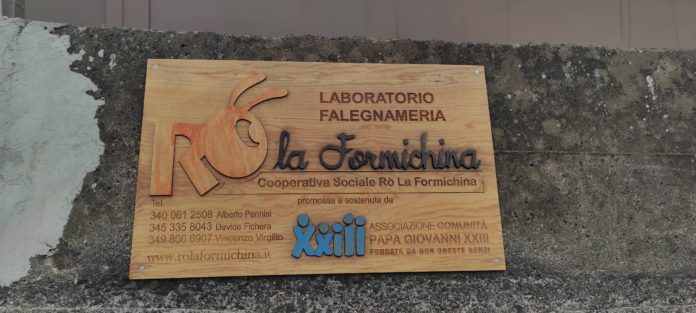 LABORATORIO
FALEGNAMERIA
RÒ la Formichina
Cooperativa Sociale Rò La Formichina
promossa e sostenuta da
Tel.
340 061 2508 Alberto Pennisi
345 335 8043 Davide Fichera
349 806 6907 Vincenzo Virgilio
www.rolaformichina.it
xxiii
ASSOCIAZIONE COMUNITÀ
PAPA GIOVANNI XXIII
FONDATA DA DON ORESTE BENZI